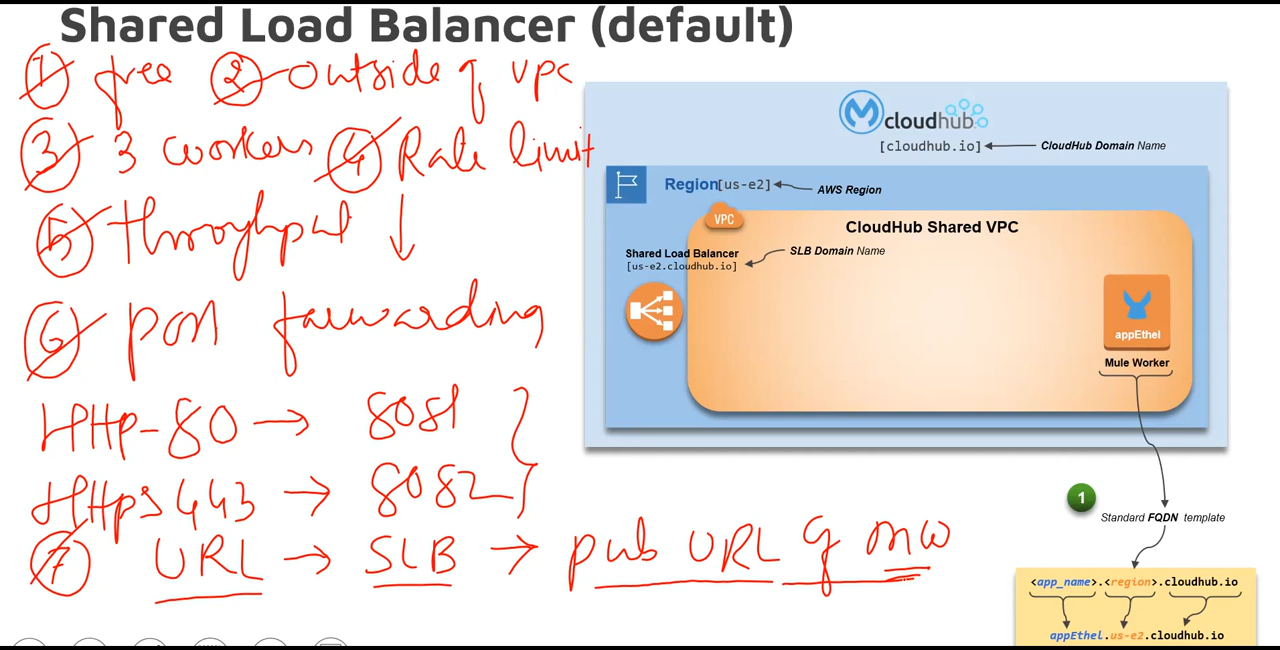 Shared Load Balancer (default)
1 free 2 outside of vpc
3 3 workers 4 Rate limit
5 throughput ↓
6 port forwarding
HTTP-80 → 8081
HTTPS 443 → 8082
7 URL → SLB → pub URL of MW
cloudhub
[cloudhub.io]
CloudHub Domain Name
Region[us-e2]
AWS Region
VPC
CloudHub Shared VPC
Shared Load Balancer
[us-e2.cloudhub.io]
SLB Domain Name
appEthel
Mule Worker
1
Standard FQDN template
<app_name>.<region>.cloudhub.io
appEthel.us-e2.cloudhub.io